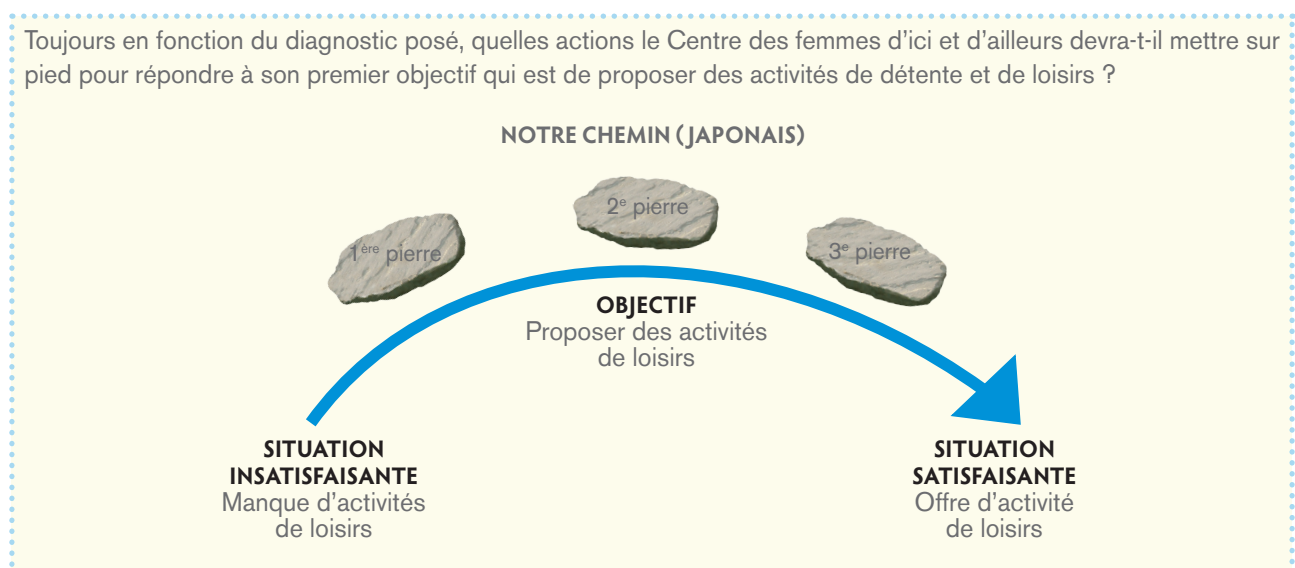 Toujours en fonction du diagnostic posé, quelles actions le Centre des femmes d'ici et d'ailleurs devra-t-il mettre sur
pied pour répondre à son premier objectif qui est de proposer des activités de détente et de loisirs ?
NOTRE CHEMIN (JAPONAIS)
1ère pierre
2e pierre
3e pierre
OBJECTIF
Proposer des activités
de loisirs
SITUATION
INSATISFAISANTE
Manque d'activités
de loisirs
SITUATION
SATISFAISANTE
Offre d'activité
de loisirs